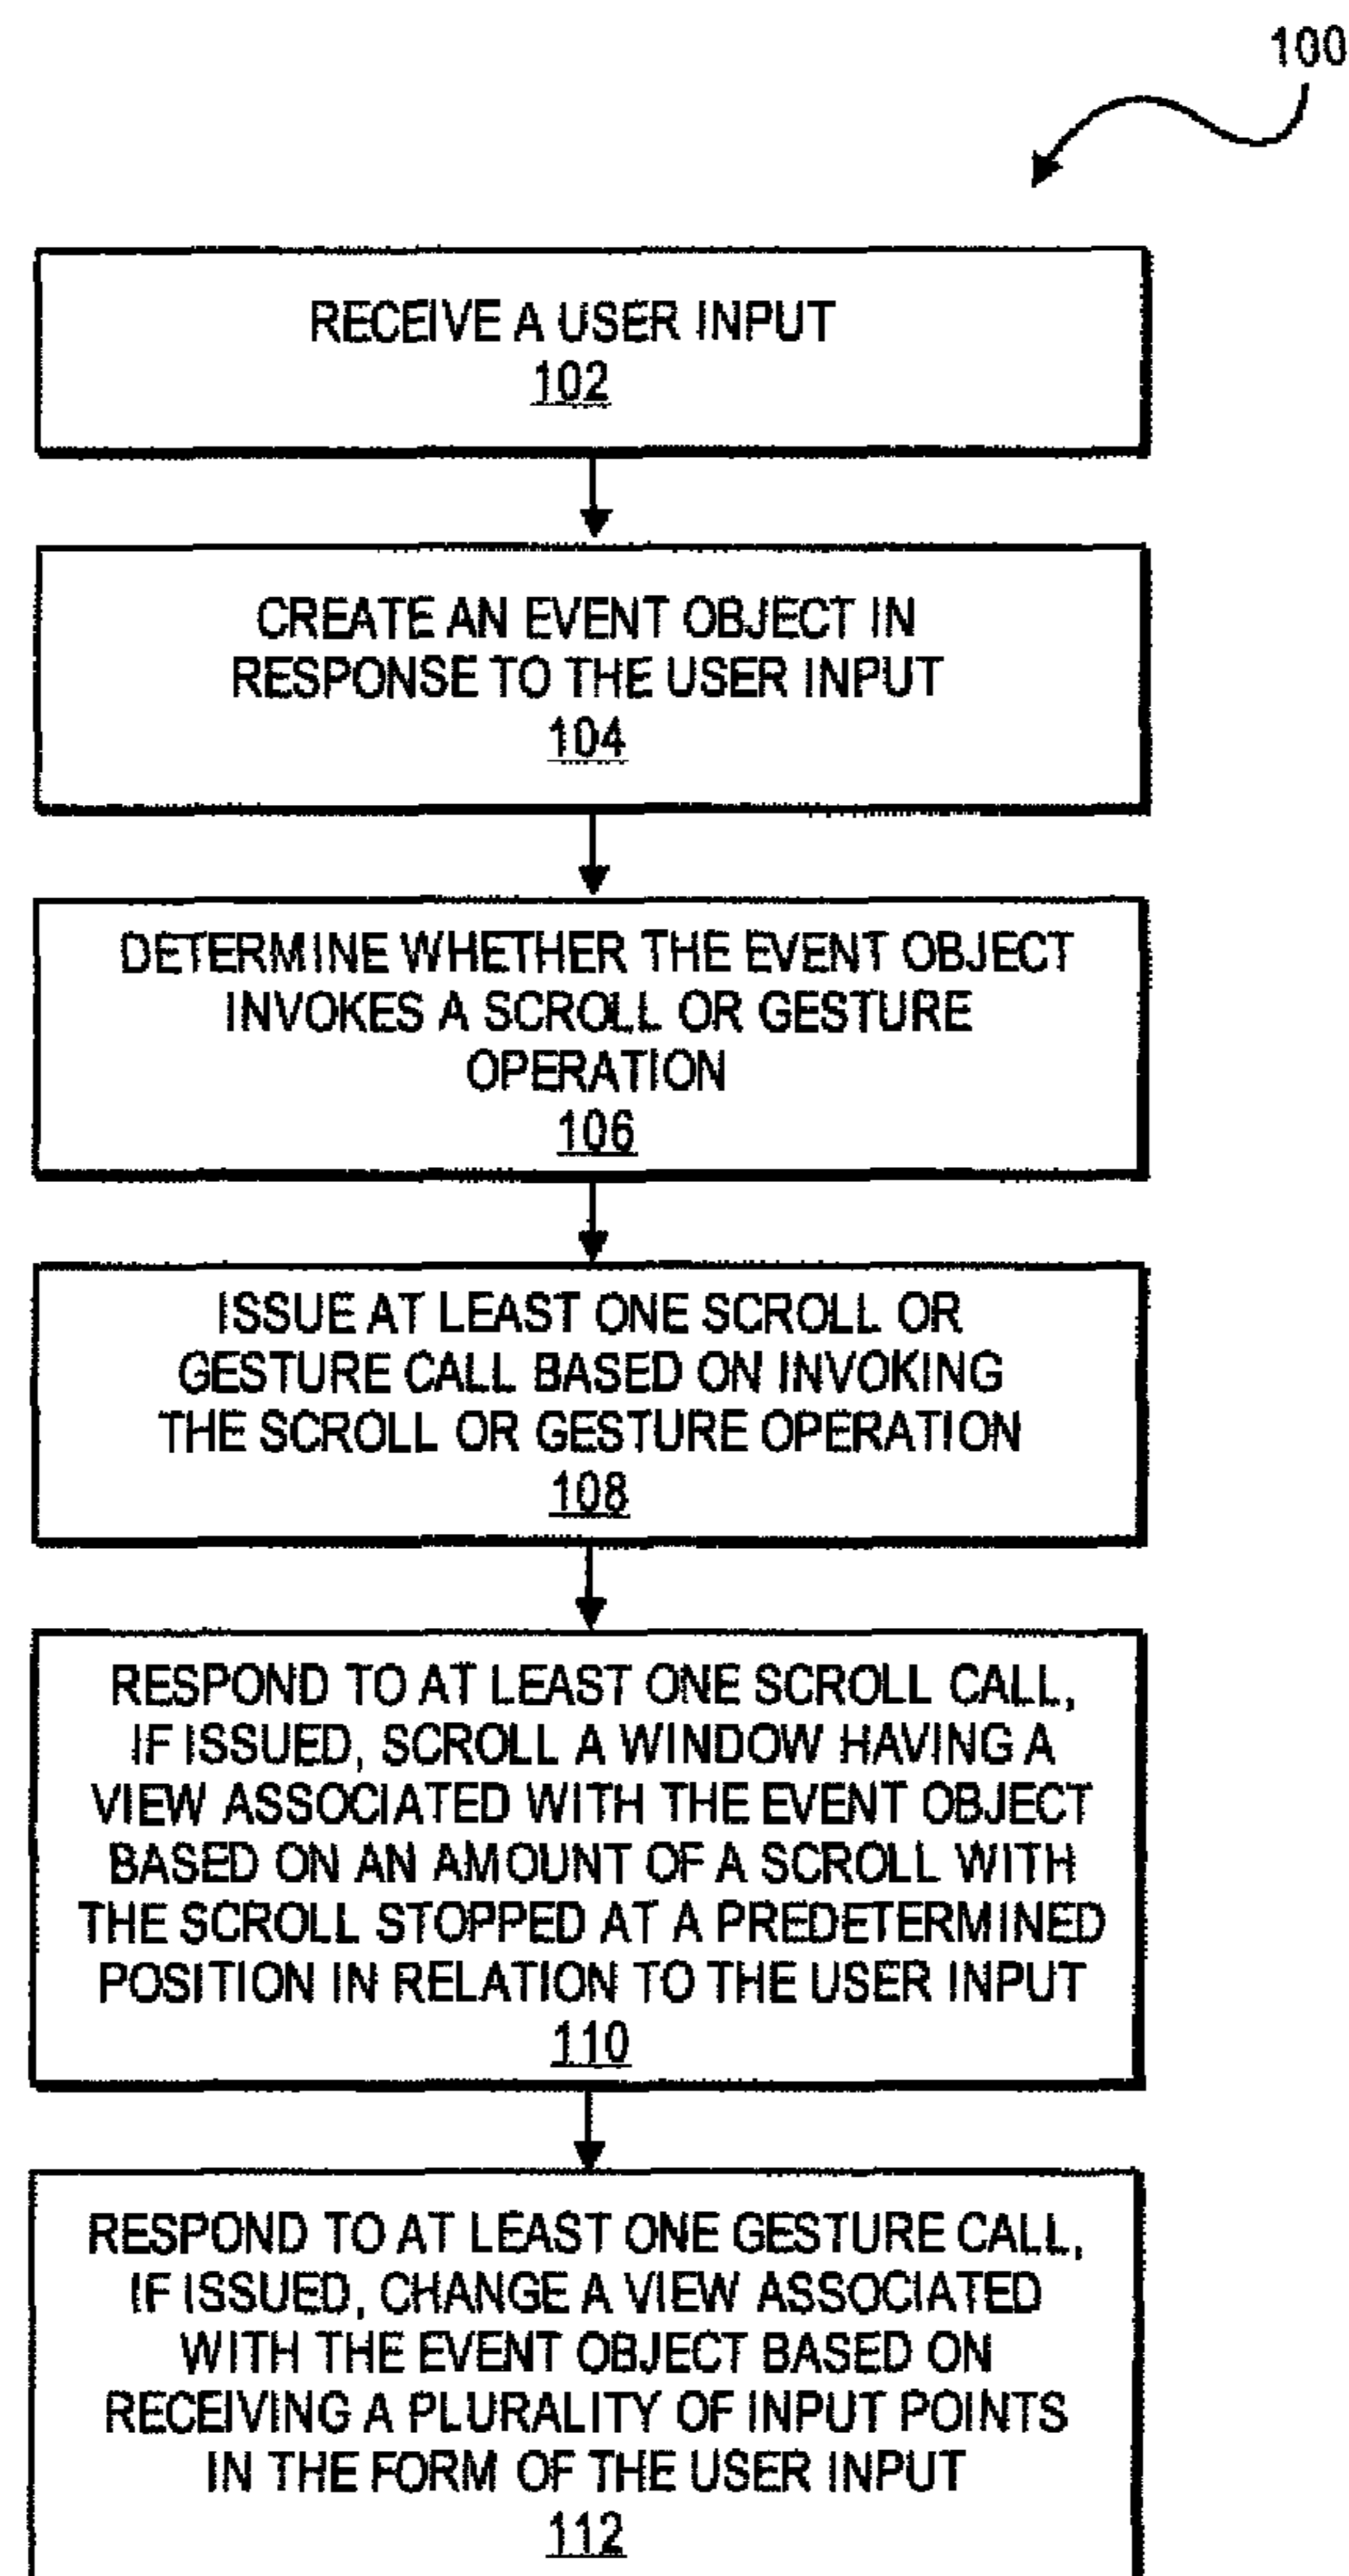 100
RECEIVE A USER INPUT
102
CREATE AN EVENT OBJECT IN
RESPONSE TO THE USER INPUT
104
DETERMINE WHETHER THE EVENT OBJECT
INVOKES A SCROLL OR GESTURE
OPERATION
106
ISSUE AT LEAST ONE SCROLL OR
GESTURE CALL BASED ON INVOKING
THE SCROLL OR GESTURE OPERATION
108
RESPOND TO AT LEAST ONE SCROLL CALL,
IF ISSUED, SCROLL A WINDOW HAVING A
VIEW ASSOCIATED WITH THE EVENT OBJECT
BASED ON AN AMOUNT OF A SCROLL WITH
THE SCROLL STOPPED AT A PREDETERMINED
POSITION IN RELATION TO THE USER INPUT
110
RESPOND TO AT LEAST ONE GESTURE CALL,
IF ISSUED, CHANGE A VIEW ASSOCIATED
WITH THE EVENT OBJECT BASED ON
RECEIVING A PLURALITY OF INPUT POINTS
IN THE FORM OF THE USER INPUT
112